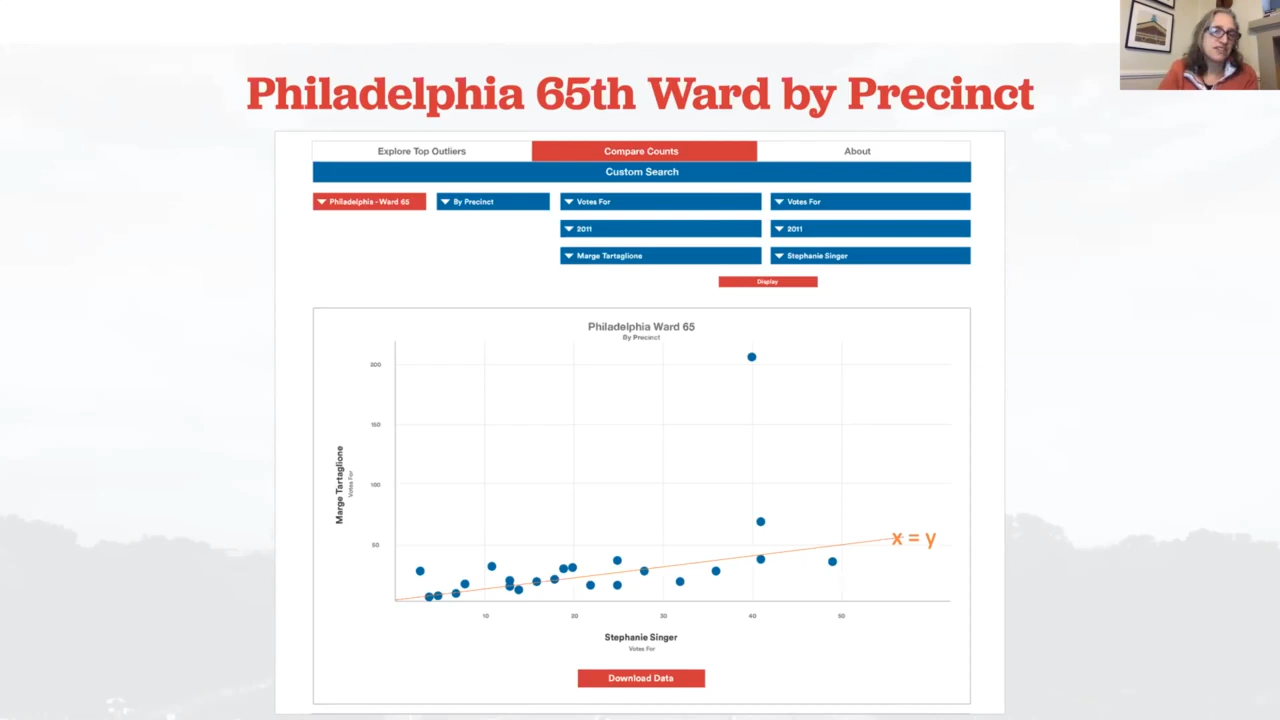 Philadelphia 65th Ward by Precinct
Explore Top Outliers
Compare Counts
About
Custom Search
Philadelphia - Ward 65
By Precinct
Votes For
Votes For
2011
2011
Marge Tartaglione
Stephanie Singer
Display
Philadelphia Ward 65
By Precinct
200
150
100
50
Marge Tartaglione
Votes For
x = y
10
20
30
40
50
Stephanie Singer
Votes For
Download Data